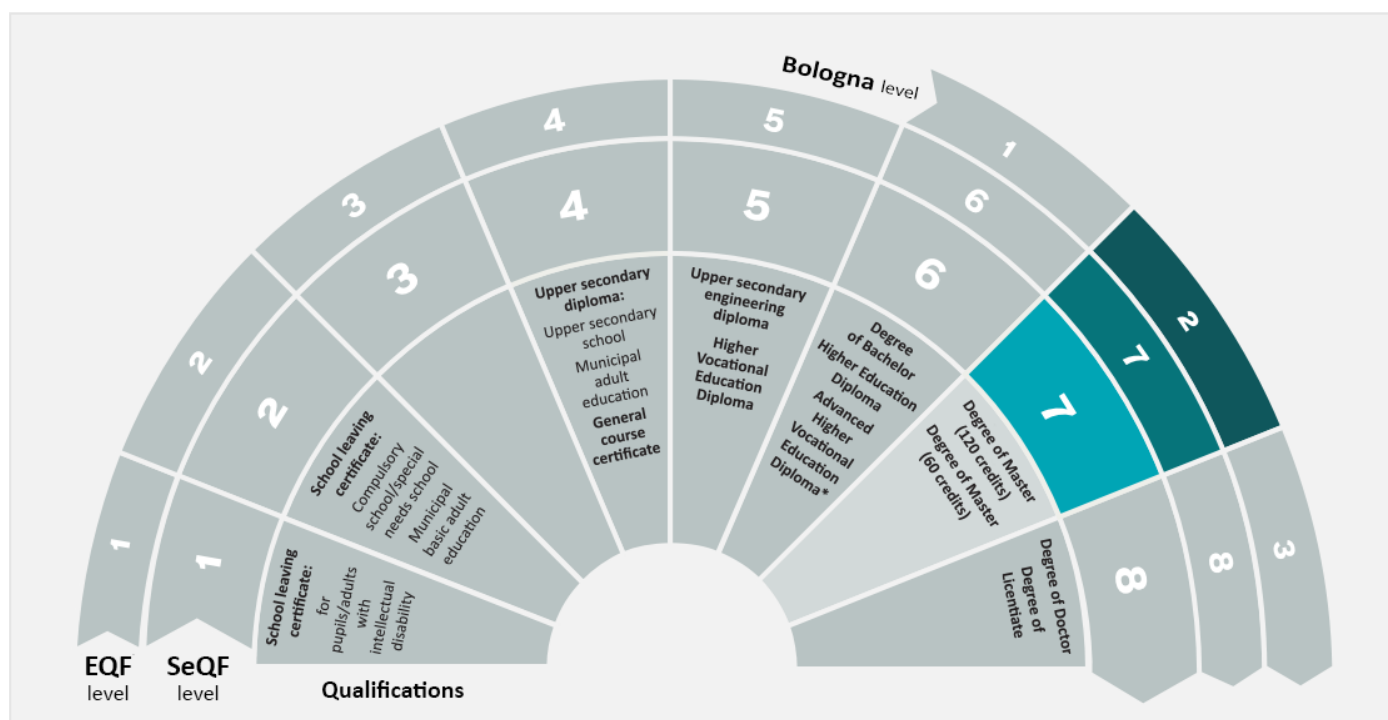 Bologna level
1
2
3
4
5
6
7
8
1
2
3
4
5
6
7
8
1
2
3
School leaving
certificate:
for
pupils/adults
with
intellectual
disability
School leaving
certificate:
Compulsory
school/special
needs school
Municipal
basic adult
education
Upper secondary
diploma:
Upper secondary
school
Municipal
adult
education
General
course
certificate
Upper secondary
engineering
diploma
Higher
Vocational
Education
Diploma
Degree
of Bachelor
Higher Education
Diploma
Advanced
Higher
Vocational
Education
Diploma*
Degree of Master
(120 credits)
Degree of Master
(60 credits)
Degree of Doctor
Degree of
Licentiate
EQF
level
SeQF
level
Qualifications